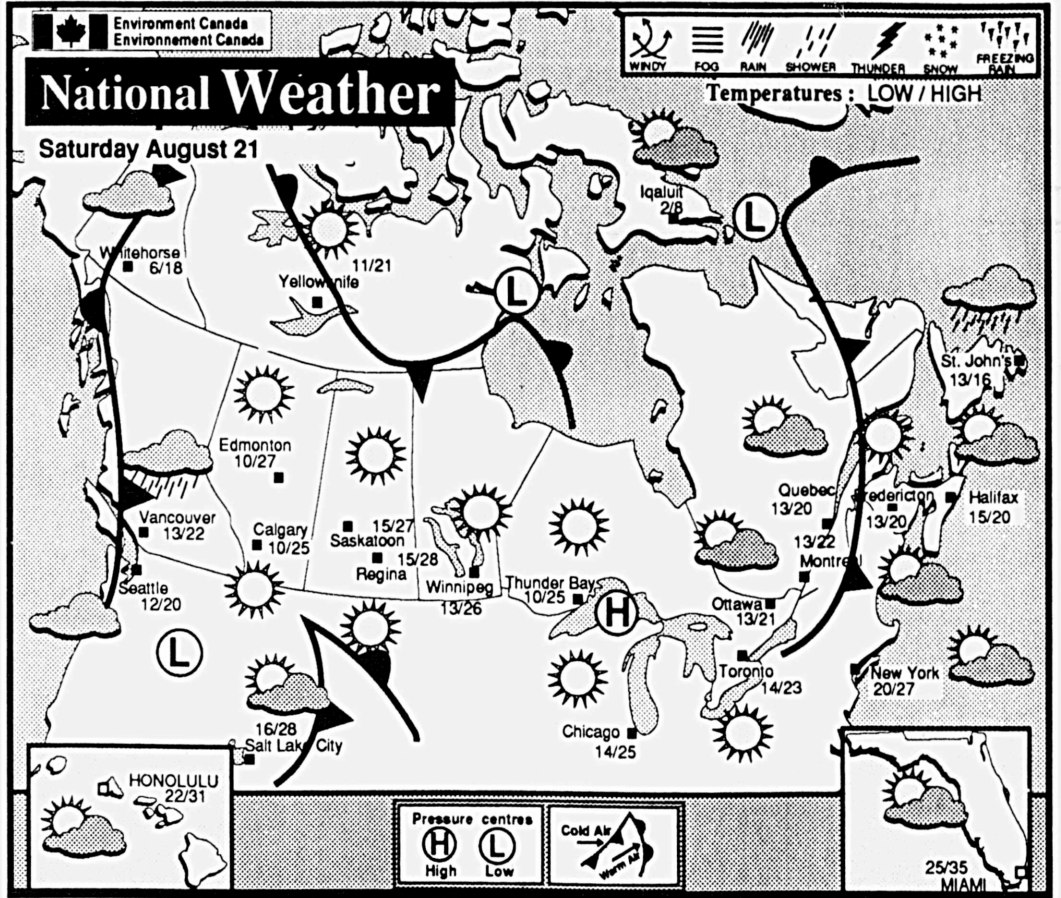 Environment Canada
Environnement Canada
National Weather
Saturday August 21
WINDY
FOG
RAIN
SHOWER
THUNDER
SNOW
FREEZING
RAIN
Temperatures : LOW / HIGH
Iqaluit
2/8
L
Whitehorse
6/18
11/21
Yellowknife
L
St. John's
13/16
Edmonton
10/27
Quebec
13/20
Fredericton
13/20
Halifax
15/20
Vancouver
13/22
Calgary
10/25
15/27
Saskatoon
15/28
Regina
Winnipeg
13/26
Thunder Bay
10/25
13/22
Montreal
Seattle
12/20
H
Ottawa
13/21
L
Toronto
14/23
New York
20/27
16/28
Salt Lake City
Chicago
14/25
HONOLULU
22/31
Pressure centres
H
L
High
Low
Cold Air
Warm Air
25/35
MIAMI